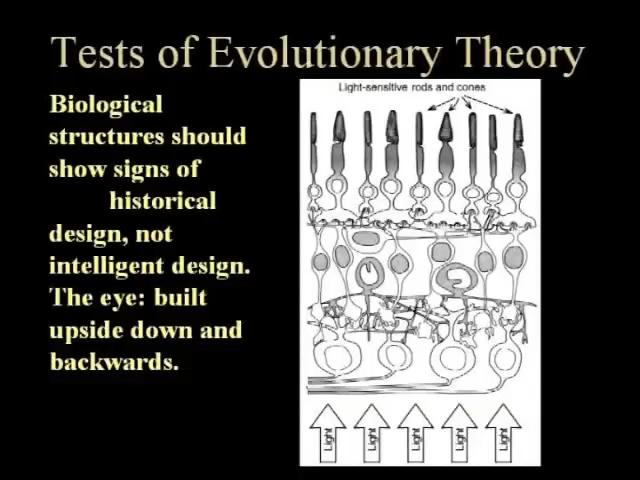 Tests of Evolutionary Theory
Biological
structures should
show signs of
historical
design, not
intelligent design.
The eye: built
upside down and
backwards.
Light-sensitive rods and cones
Light
Light
Light
Light
Light